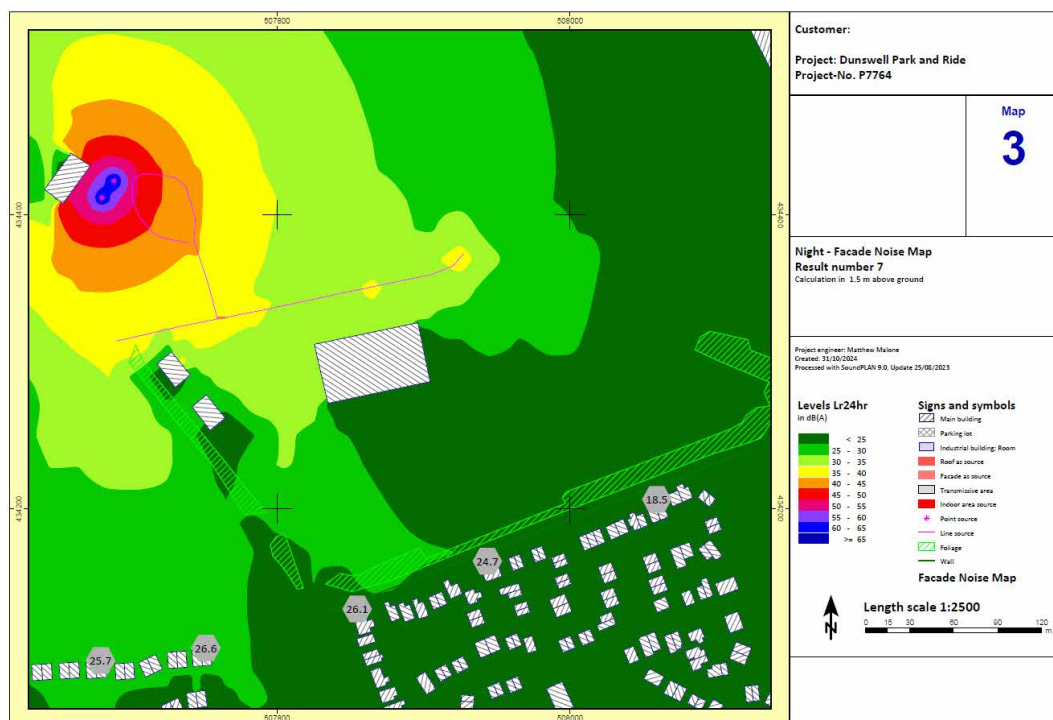 507800
508000
434400
434400
434200
434200
18.5
24.7
26.1
26.6
25.7
507800
508000
Customer:
Project: Dunswell Park and Ride
Project-No. P7764
Map
3
Night - Facade Noise Map
Result number 7
Calculation in 1.5 m above ground
Project engineer: Matthew Malone
Created: 31/10/2024
Processed with SoundPLAN 9.0, Update 25/08/2023
Levels Lr24hr
in dB(A)
< 25
25 - 30
30 - 35
35 - 40
40 - 45
45 - 50
50 - 55
55 - 60
60 - 65
>= 65
Signs and symbols
Main building
Parking lot
Industrial building: Room
Roof as source
Facade as source
Transmissive area
Indoor area source
Point source
Line source
Foliage
Wall
Facade Noise Map
N
Length scale 1:2500
0 15 30 60 90 120
m